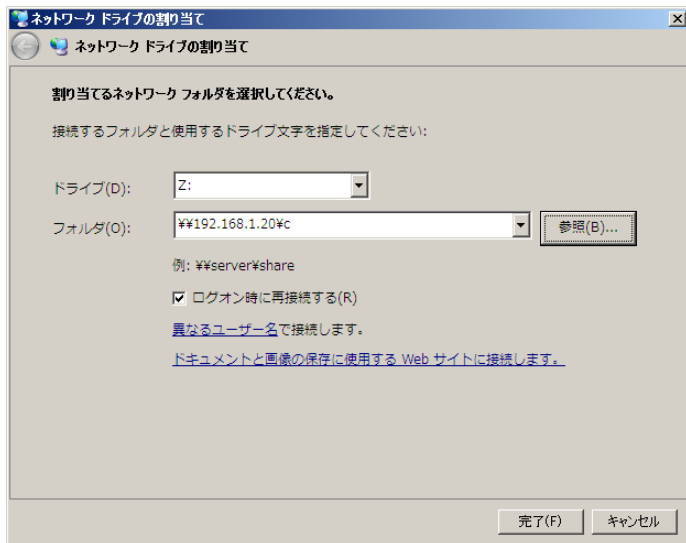 ネットワーク ドライブの割り当て
ネットワーク ドライブの割り当て
割り当てるネットワーク フォルダを選択してください。
接続するフォルダと使用するドライブ文字を指定してください:
ドライブ(D): Z:
フォルダ(O): ¥¥192.168.1.20¥c 参照(B)...
例: ¥¥server¥share
ログオン時に再接続する(R)
異なるユーザー名で接続します。
ドキュメントと画像の保存に使用する Web サイトに接続します。
完了(F) キャンセル